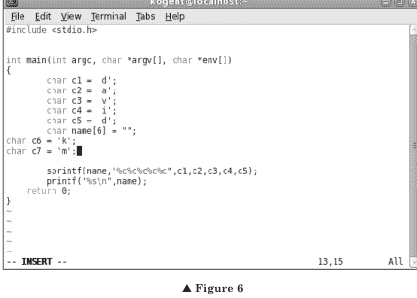 kogent@localhost:~
File Edit View Terminal Tabs Help
#include <stdio.h>
int main(int argc, char *argv[], char *env[])
{
char c1 = 'd';
char c2 = 'a';
char c3 = 'v';
char c4 = 'i';
char c5 = 'd';
char name[6] = "";
char c6 = 'k';
char c7 = 'm';
sprintf(name,"%c%c%c%c%c",c1,c2,c3,c4,c5);
printf("%s\n",name);
return 0;
}
~
~
~
~
~
-- INSERT -- 13,15 All
▲ Figure 6